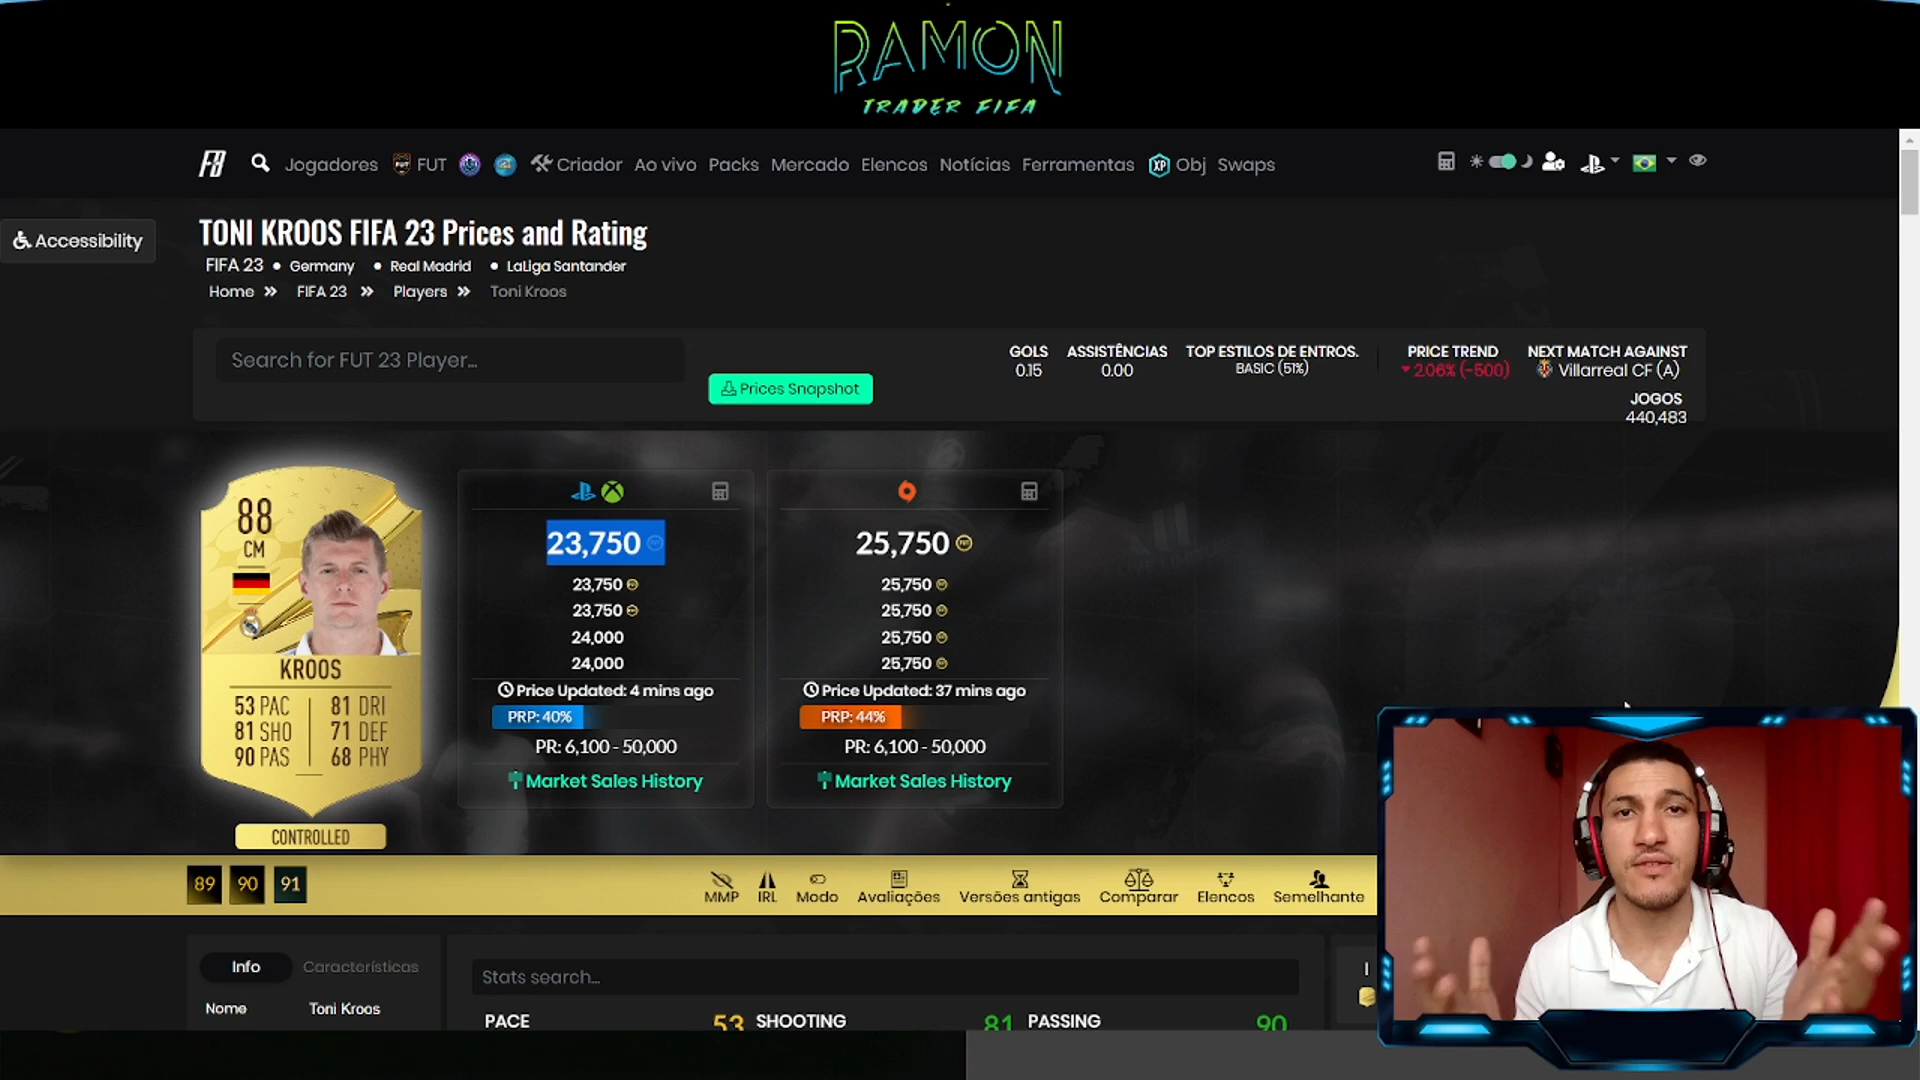 RAMON
TRADER FIFA
Jogadores FUT Criador Ao vivo Packs Mercado Elencos Notícias Ferramentas XP Obj Swaps
Accessibility
TONI KROOS FIFA 23 Prices and Rating
FIFA 23 • Germany • Real Madrid • LaLiga Santander
Home » FIFA 23 » Players » Toni Kroos
Search for FUT 23 Player...
Prices Snapshot
GOLS
0.15
ASSISTÊNCIAS
0.00
TOP ESTILOS DE ENTROS.
BASIC (51%)
PRICE TREND
2.06% (-500)
NEXT MATCH AGAINST
Villarreal CF (A)
JOGOS
440,483
88
CM
KROOS
53 PAC 81 DRI
81 SHO 71 DEF
90 PAS 68 PHY
CONTROLLED
23,750
23,750
23,750
24,000
24,000
Price Updated: 4 mins ago
PRP: 40%
PR: 6,100 - 50,000
Market Sales History
25,750
25,750
25,750
25,750
25,750
Price Updated: 37 mins ago
PRP: 44%
PR: 6,100 - 50,000
Market Sales History
89 90 91
MMP IRL Modo Avaliações Versões antigas Comparar Elencos Semelhante
Info Características
Nome Toni Kroos
Stats search...
PACE 53 SHOOTING 81 PASSING 90